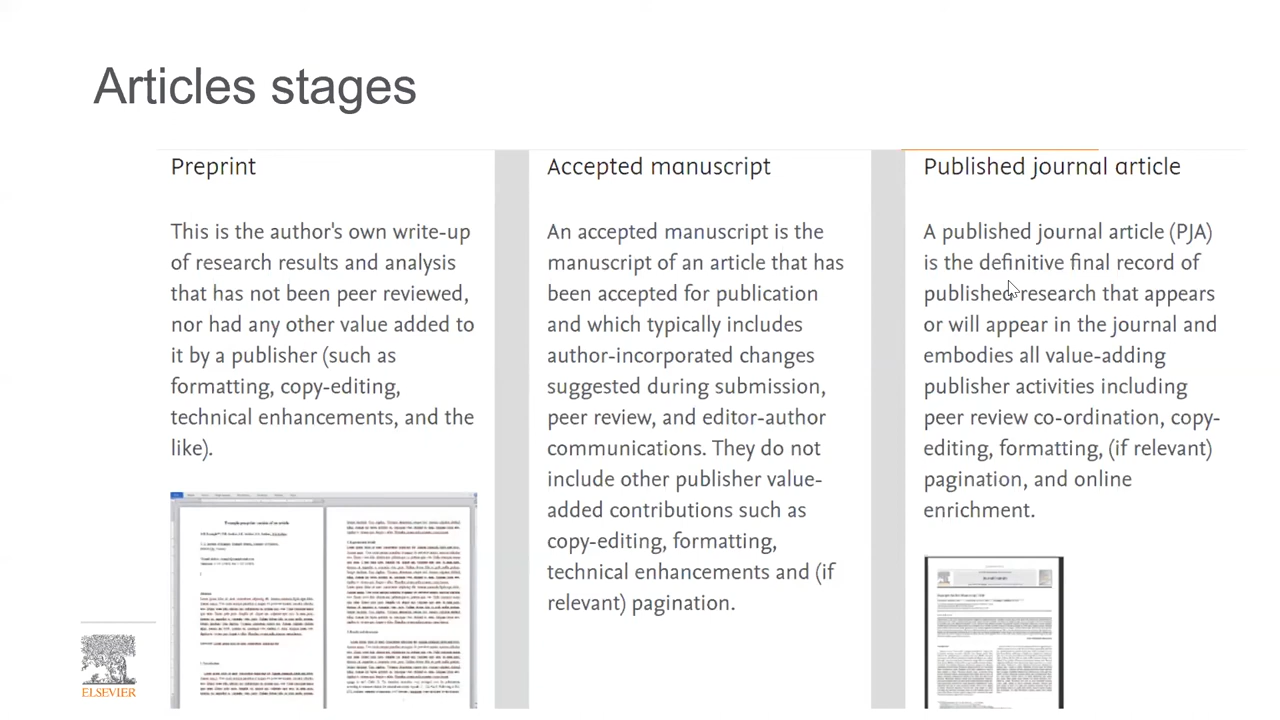 Articles stages
Preprint
This is the author's own write-up
of research results and analysis
that has not been peer reviewed,
nor had any other value added to
it by a publisher (such as
formatting, copy-editing,
technical enhancements, and the
like).
Accepted manuscript
An accepted manuscript is the
manuscript of an article that has
been accepted for publication
and which typically includes
author-incorporated changes
suggested during submission,
peer review, and editor-author
communications. They do not
include other publisher value-
added contributions such as
copy-editing, formatting,
technical enhancements and (if
relevant) pagination.
Published journal article
A published journal article (PJA)
is the definitive final record of
published research that appears
or will appear in the journal and
embodies all value-adding
publisher activities including
peer review co-ordination, copy-
editing, formatting, (if relevant)
pagination, and online
enrichment.
ELSEVIER